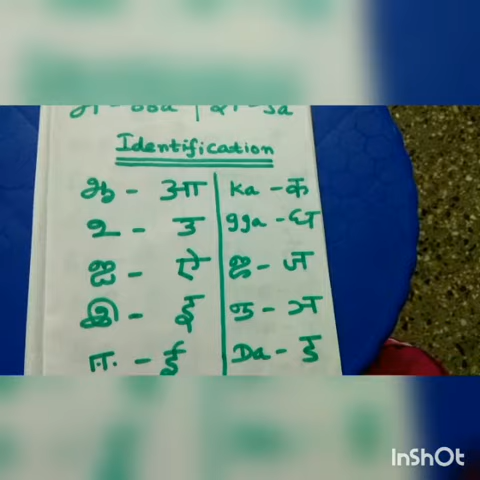 Identification
ஆ - आ | Ka - क
உ - उ | gga - घ
ஐ - ऐ | ஜ - ज
இ - इ | ஞ - ञ
ஈ - ई | Da - ड
InShOt